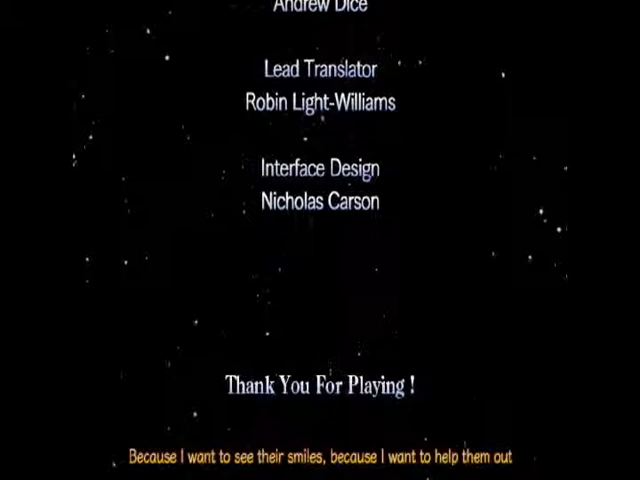 Andrew Dice
Lead Translator
Robin Light-Williams
Interface Design
Nicholas Carson
Thank You For Playing !
Because I want to see their smiles, because I want to help them out